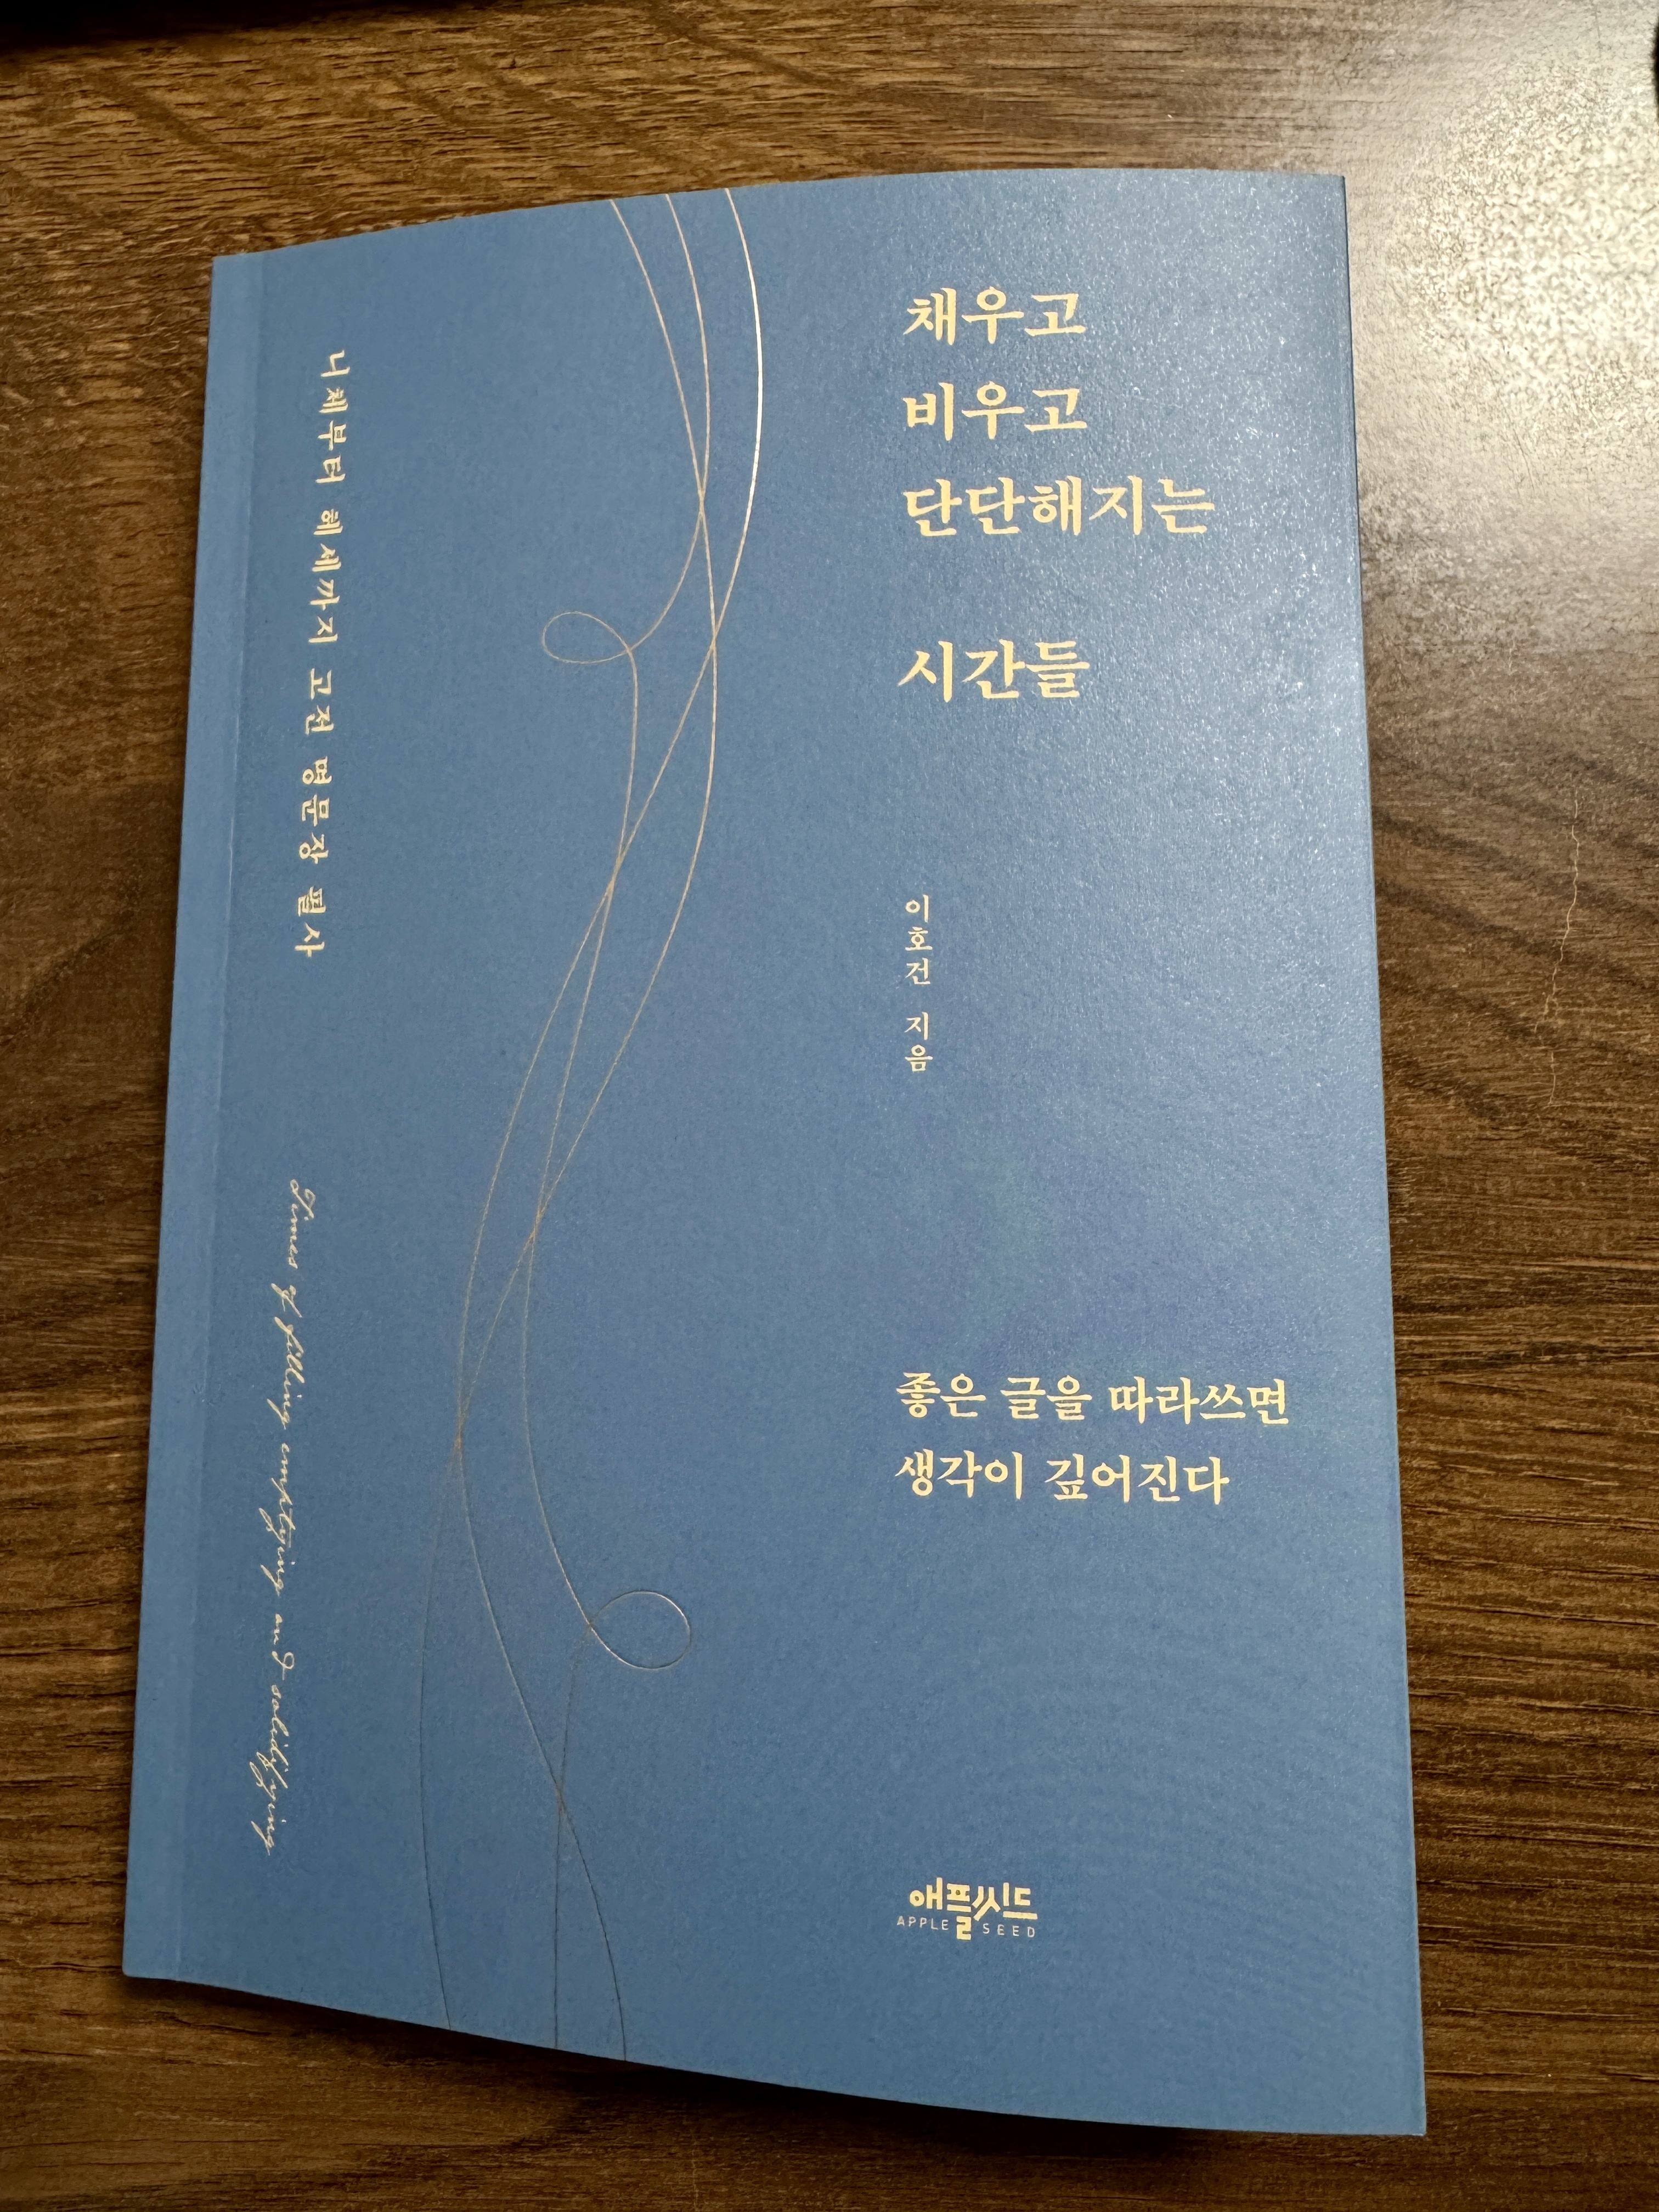 채우고
비우고
단단해지는
시간들
이호건 지음
좋은 글을 따라쓰면
생각이 깊어진다
애플씨드
APPLE SEED
니체부터 헤세까지 고전 명문장 필사
Times of filling emptying and solidifying